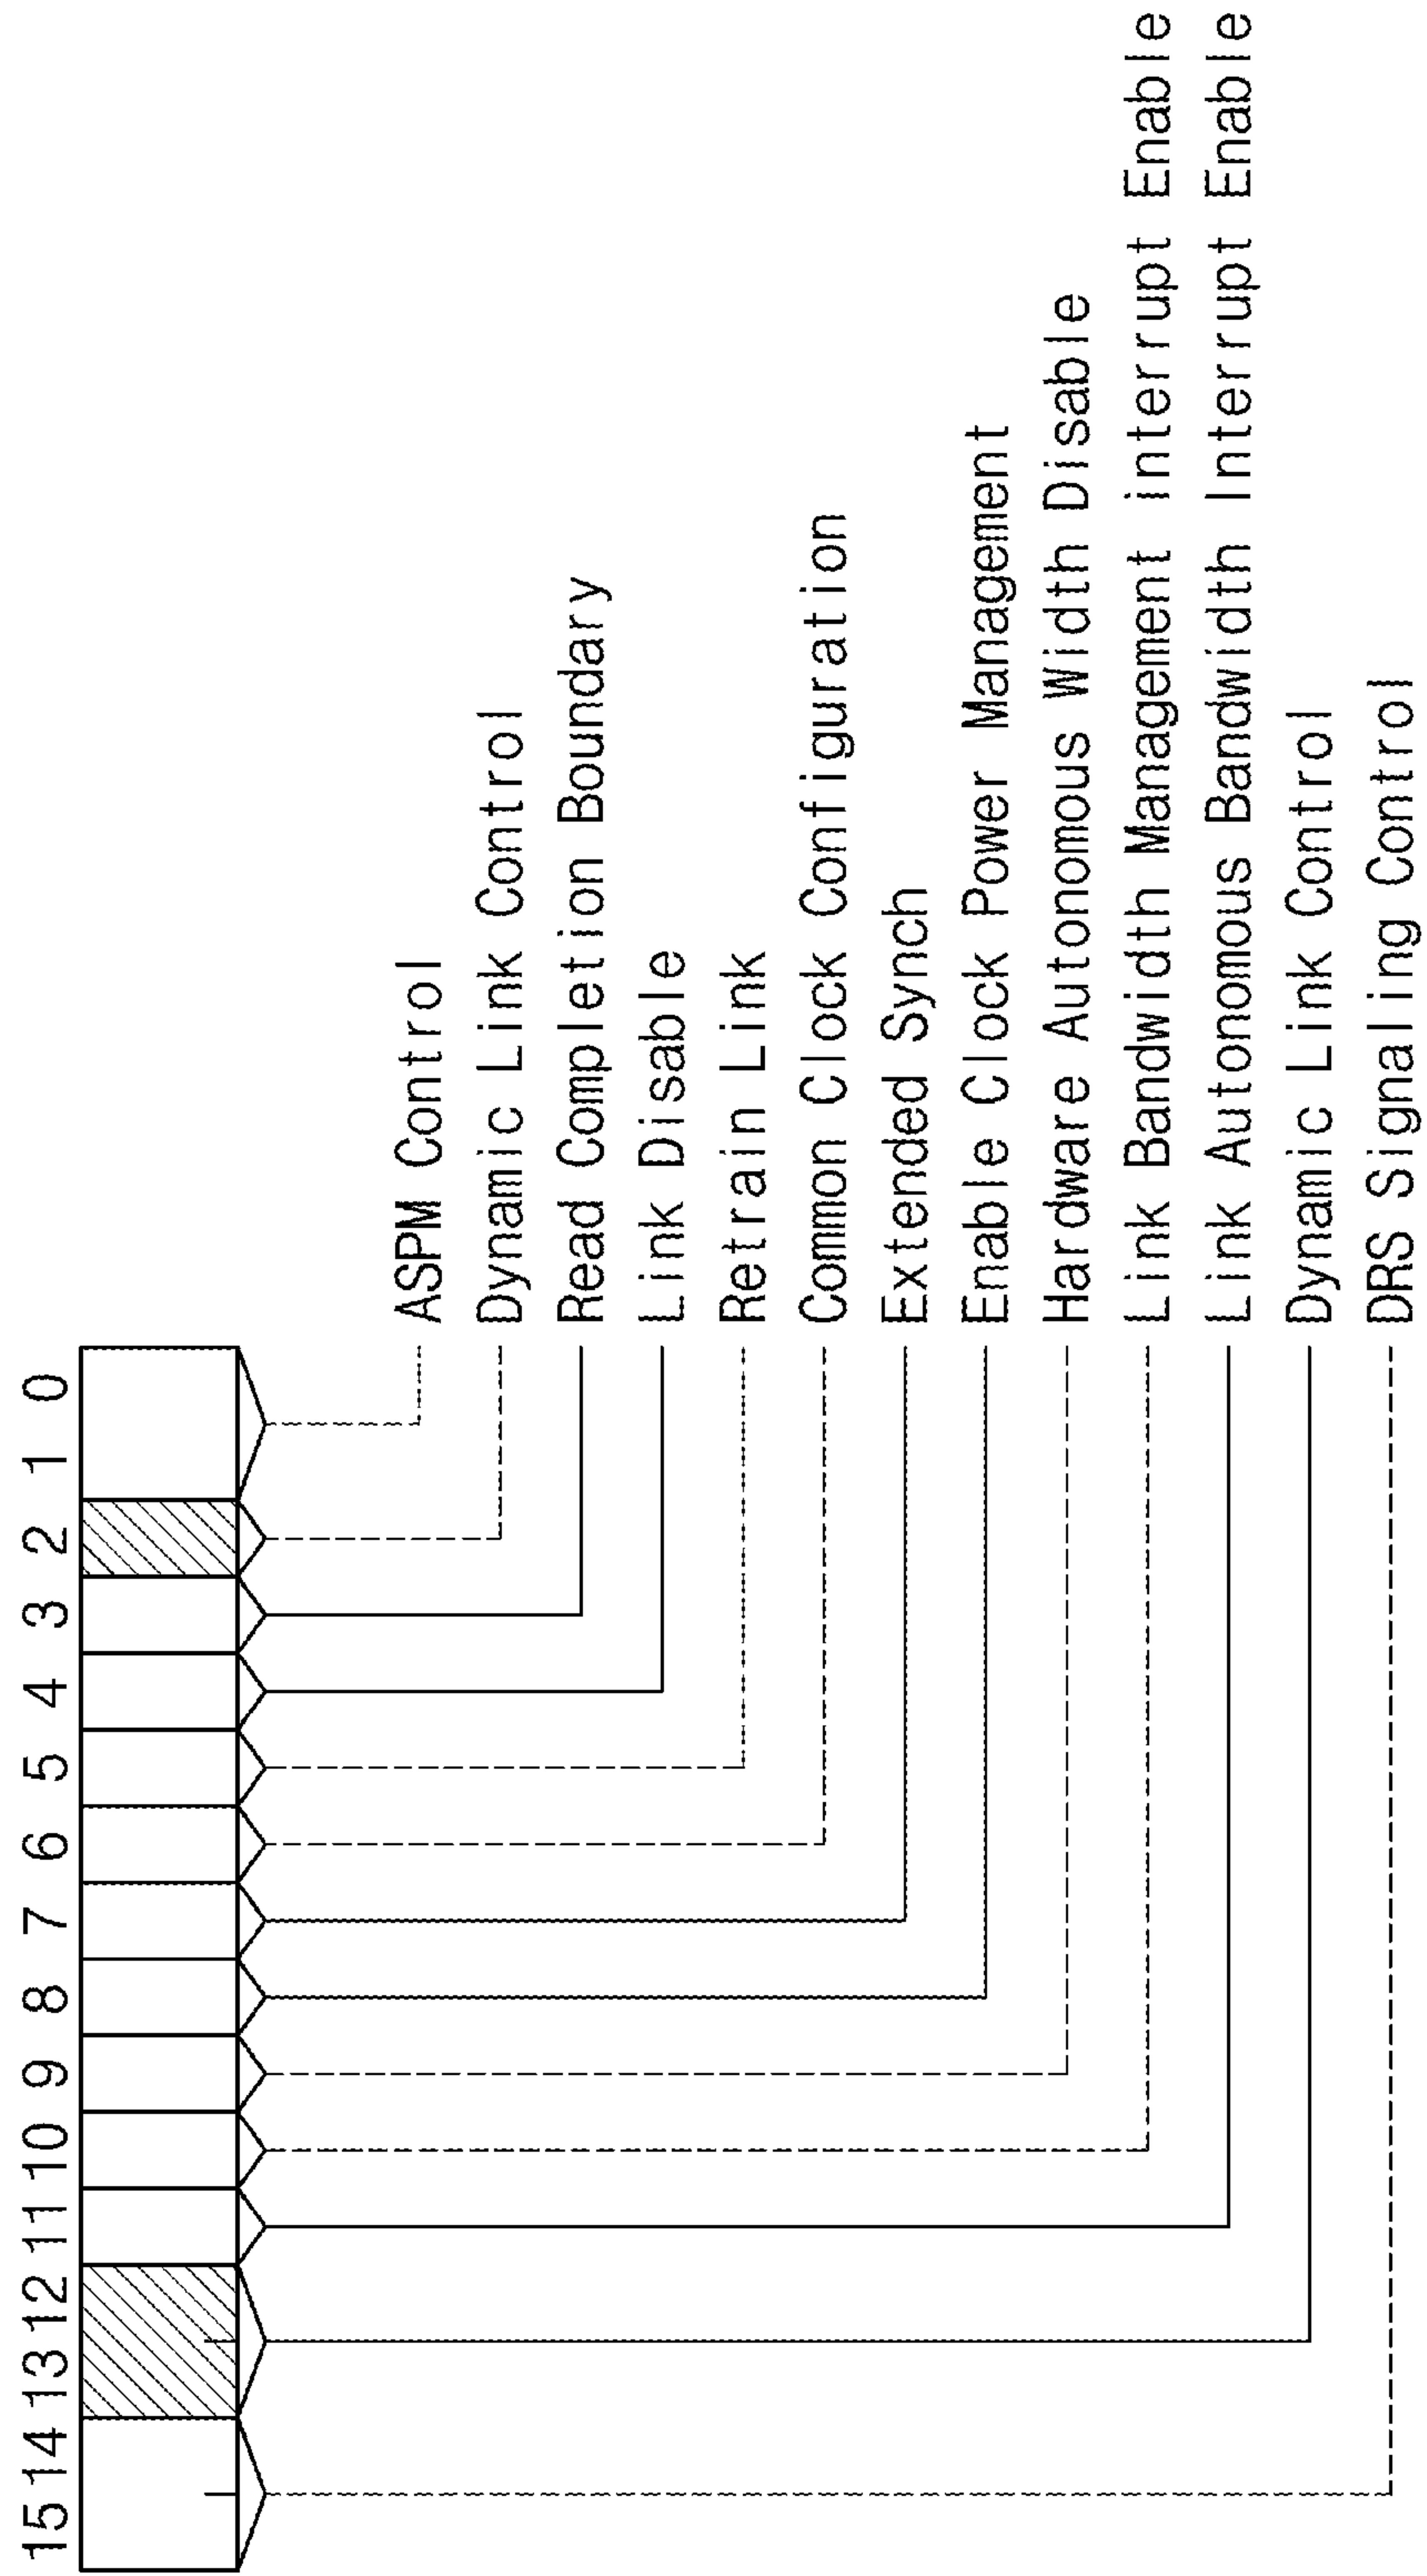 15 14 13 12 11 10 9 8 7 6 5 4 3 2 1 0
ASPM Control
Dynamic Link Control
Read Completion Boundary
Link Disable
Retrain Link
Common Clock Configuration
Extended Synch
Enable Clock Power Management
Hardware Autonomous Width Disable
Link Bandwidth Management interrupt Enable
Link Autonomous Bandwidth Interrupt Enable
Dynamic Link Control
DRS Signaling Control